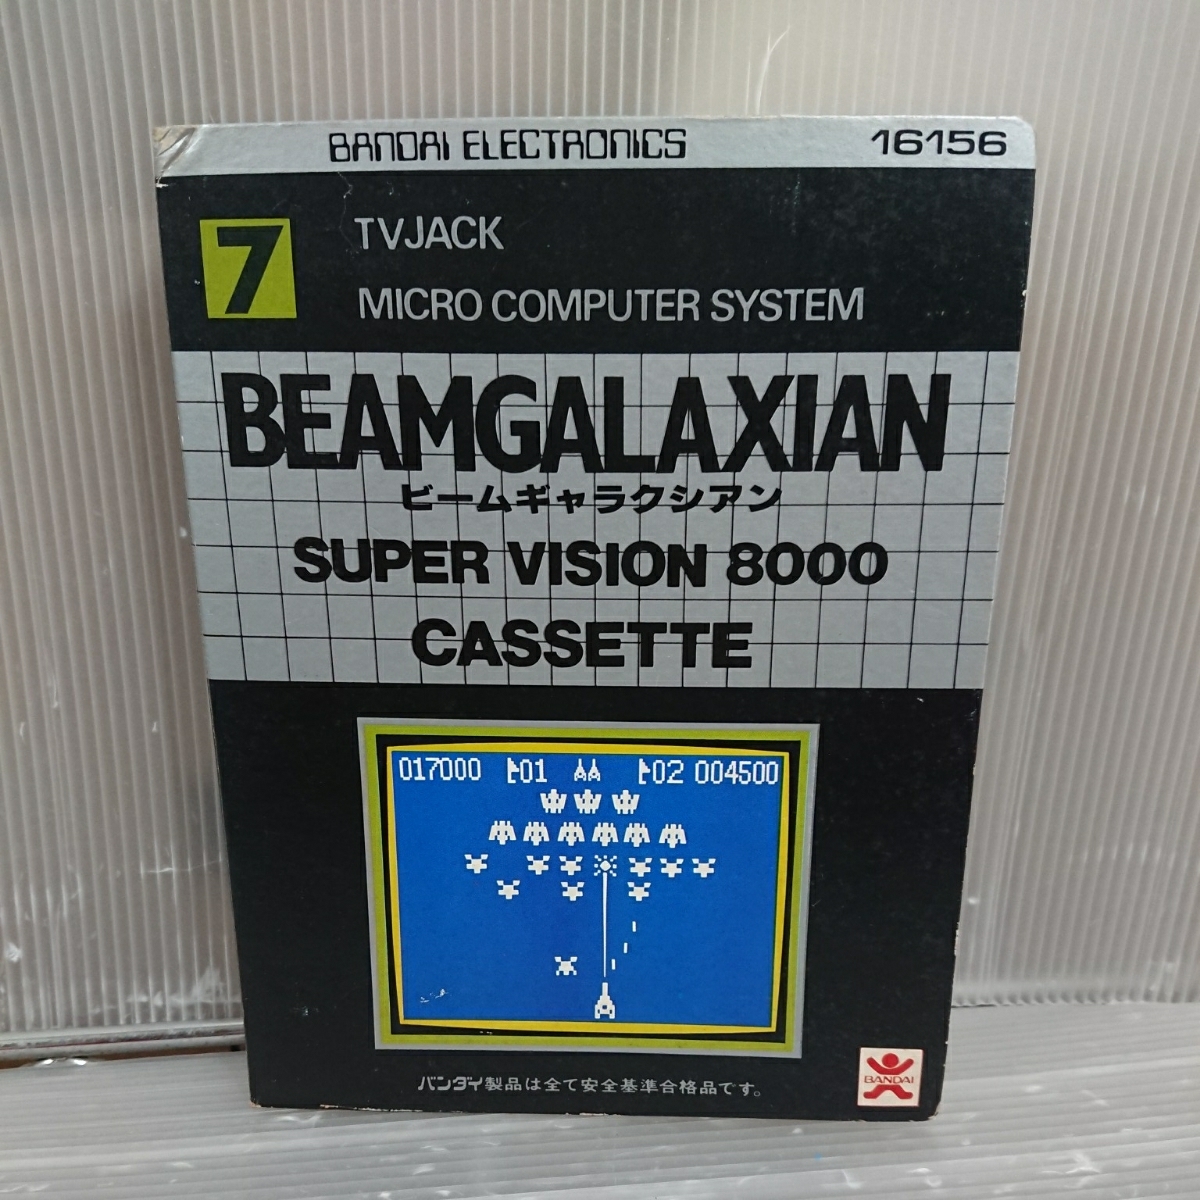 BANDAI ELECTRONICS 16156
7
TVJACK
MICRO COMPUTER SYSTEM
BEAMGALAXIAN
ビームギャラクシアン
SUPER VISION 8000
CASSETTE
017000 01 02 004500
バンダイ製品は全て安全基準合格品です。
BANDAI